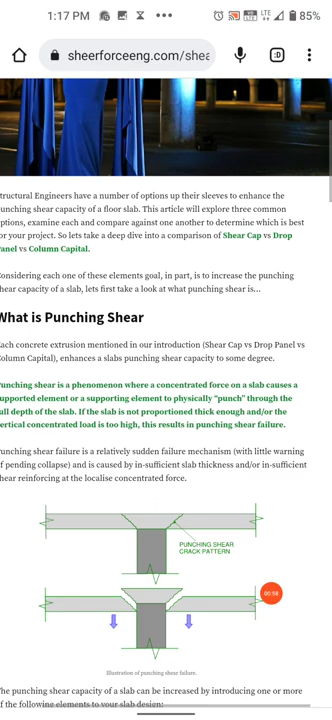 1:17 PM
LTE
85%
sheerforceeng.com/shea
:D
tructural Engineers have a number of options up their sleeves to enhance the
unching shear capacity of a floor slab. This article will explore three common
ptions, examine each and compare against one another to determine which is best
or your project. So lets take a deep dive into a comparison of Shear Cap vs Drop
anel vs Column Capital.
onsidering each one of these elements goal, in part, is to increase the punching
hear capacity of a slab, lets first take a look at what punching shear is…
What is Punching Shear
ach concrete extrusion mentioned in our introduction (Shear Cap vs Drop Panel vs
olumn Capital), enhances a slabs punching shear capacity to some degree.
unching shear is a phenomenon where a concentrated force on a slab causes a
upported element or a supporting element to physically “punch” through the
ull depth of the slab. If the slab is not proportioned thick enough and/or the
ertical concentrated load is too high, this results in punching shear failure.
unching shear failure is a relatively sudden failure mechanism (with little warning
f pending collapse) and is caused by in-sufficient slab thickness and/or in-sufficient
hear reinforcing at the localise concentrated force.
PUNCHING SHEAR
CRACK PATTERN
00:58
Illustration of punching shear failure.
he punching shear capacity of a slab can be increased by introducing one or more
f the following elements to your slab design: